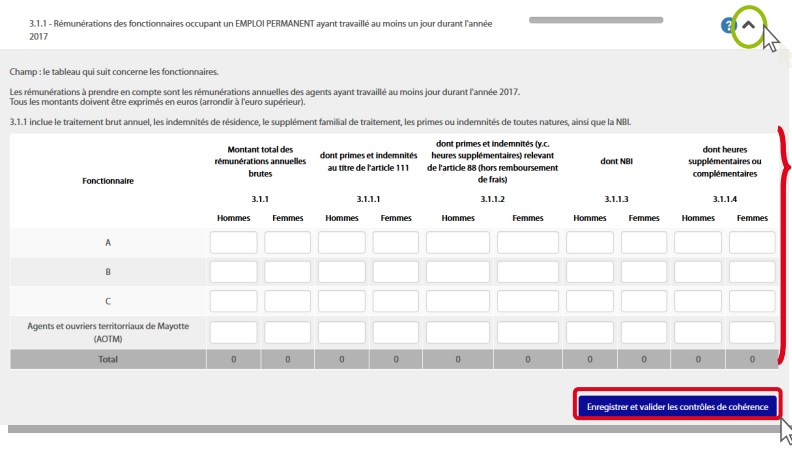 3.1.1 - Rémunérations des fonctionnaires occupant un EMPLOI PERMANENT ayant travaillé au moins un jour durant l'année
2017
?
Champ : le tableau qui suit concerne les fonctionnaires.
Les rémunérations à prendre en compte sont les rémunérations annuelles des agents ayant travaillé au moins jour durant l'année 2017.
Tous les montants doivent être exprimés en euros (arrondir à l'euro supérieur).
3.1.1 inclue le traitement brut annuel, les indemnités de résidence, le supplément familial de traitement, les primes ou indemnités de toutes natures, ainsi que la NBI.
Fonctionnaire
Montant total des
rémunérations annuelles
brutes
dont primes et indemnités
au titre de l'article 111
dont primes et indemnités (y.c.
heures supplémentaires) relevant
de l'article 88 (hors remboursement
de frais)
dont NBI
dont heures
supplémentaires ou
complémentaires
3.1.1 3.1.1.1 3.1.1.2 3.1.1.3 3.1.1.4
Hommes Femmes Hommes Femmes Hommes Femmes Hommes Femmes Hommes Femmes
A
B
C
Agents et ouvriers territorriaux de Mayotte
(AOTM)
Total 0 0 0 0 0 0 0 0 0 0
Enregistrer et valider les contrôles de cohérence